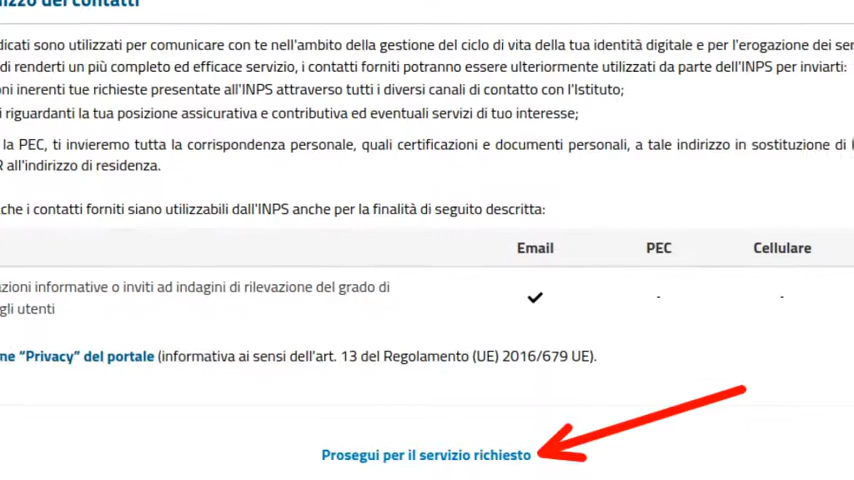 dei contatti
dicati sono utilizzati per comunicare con te nell'ambito della gestione del ciclo di vita della tua identità digitale e per l'erogazione dei ser
di renderti un più completo ed efficace servizio, i contatti forniti potranno essere ulteriormente utilizzati da parte dell'INPS per inviarti:
oni inerenti tue richieste presentate all'INPS attraverso tutti i diversi canali di contatto con l'Istituto;
i riguardanti la tua posizione assicurativa e contributiva ed eventuali servizi di tuo interesse;
la PEC, ti invieremo tutta la corrispondenza personale, quali certificazioni e documenti personali, a tale indirizzo in sostituzione di
R all'indirizzo di residenza.
che i contatti forniti siano utilizzabili dall'INPS anche per la finalità di seguito descritta:
Email PEC Cellulare
azioni informative o inviti ad indagini di rilevazione del grado di
gli utenti
✓ - -
ne “Privacy” del portale (informativa ai sensi dell'art. 13 del Regolamento (UE) 2016/679 UE).
Prosegui per il servizio richiesto